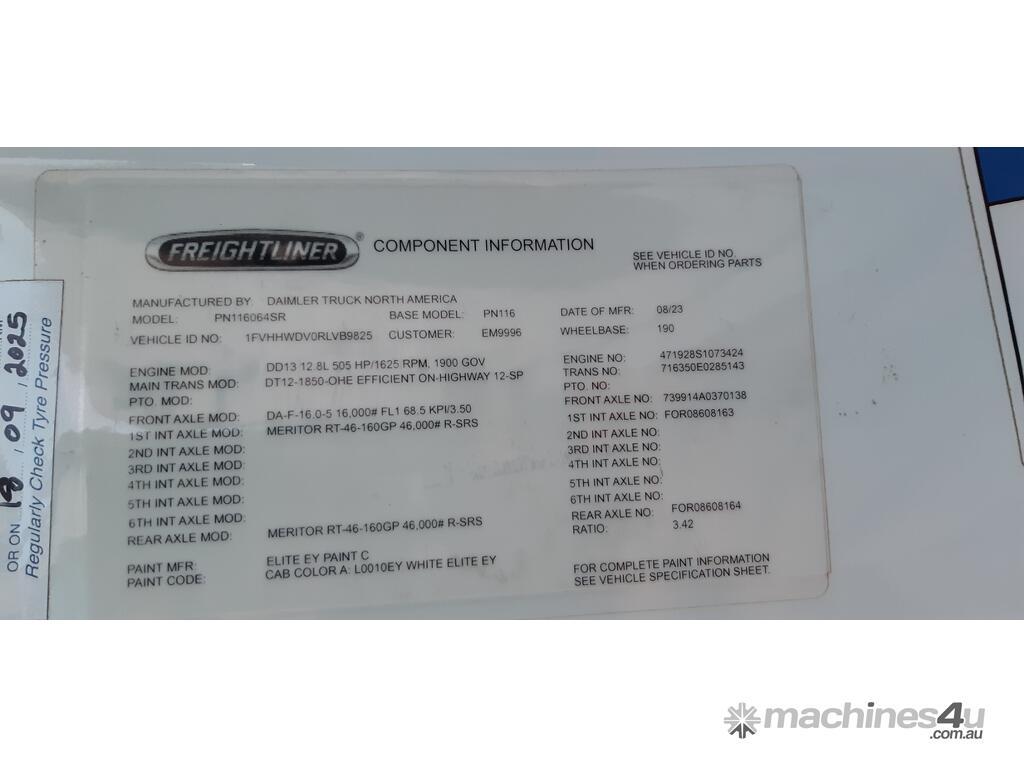 FREIGHTLINER®
COMPONENT INFORMATION
SEE VEHICLE ID NO.
WHEN ORDERING PARTS
MANUFACTURED BY: DAIMLER TRUCK NORTH AMERICA
MODEL: PN116064SR BASE MODEL: PN116 DATE OF MFR: 08/23
VEHICLE ID NO: 1FVHHWDV0RLVB9825 CUSTOMER: EM9996 WHEELBASE: 190
ENGINE MOD: DD13 12.8L 505 HP/1625 RPM, 1900 GOV ENGINE NO: 471928S1073424
MAIN TRANS MOD: DT12-1850-OHE EFFICIENT ON-HIGHWAY 12-SP TRANS NO: 716350E0285143
PTO. MOD: PTO. NO:
FRONT AXLE MOD: DA-F-16.0-5 16,000# FL1 68.5 KPI/3.50 FRONT AXLE NO: 739914A0370138
1ST INT AXLE MOD: MERITOR RT-46-160GP 46,000# R-SRS 1ST INT AXLE NO: FOR08608163
2ND INT AXLE MOD: 2ND INT AXLE NO:
3RD INT AXLE MOD: 3RD INT AXLE NO:
4TH INT AXLE MOD: 4TH INT AXLE NO:
5TH INT AXLE MOD: 5TH INT AXLE NO:
6TH INT AXLE MOD: 6TH INT AXLE NO:
REAR AXLE MOD: MERITOR RT-46-160GP 46,000# R-SRS REAR AXLE NO: FOR08608164
RATIO: 3.42
PAINT MFR: ELITE EY PAINT C
PAINT CODE: CAB COLOR A: L0010EY WHITE ELITE EY
FOR COMPLETE PAINT INFORMATION
SEE VEHICLE SPECIFICATION SHEET.
OR ON 18 / 09 / 2025
Regularly Check Tyre Pressure
machines4u
.com.au